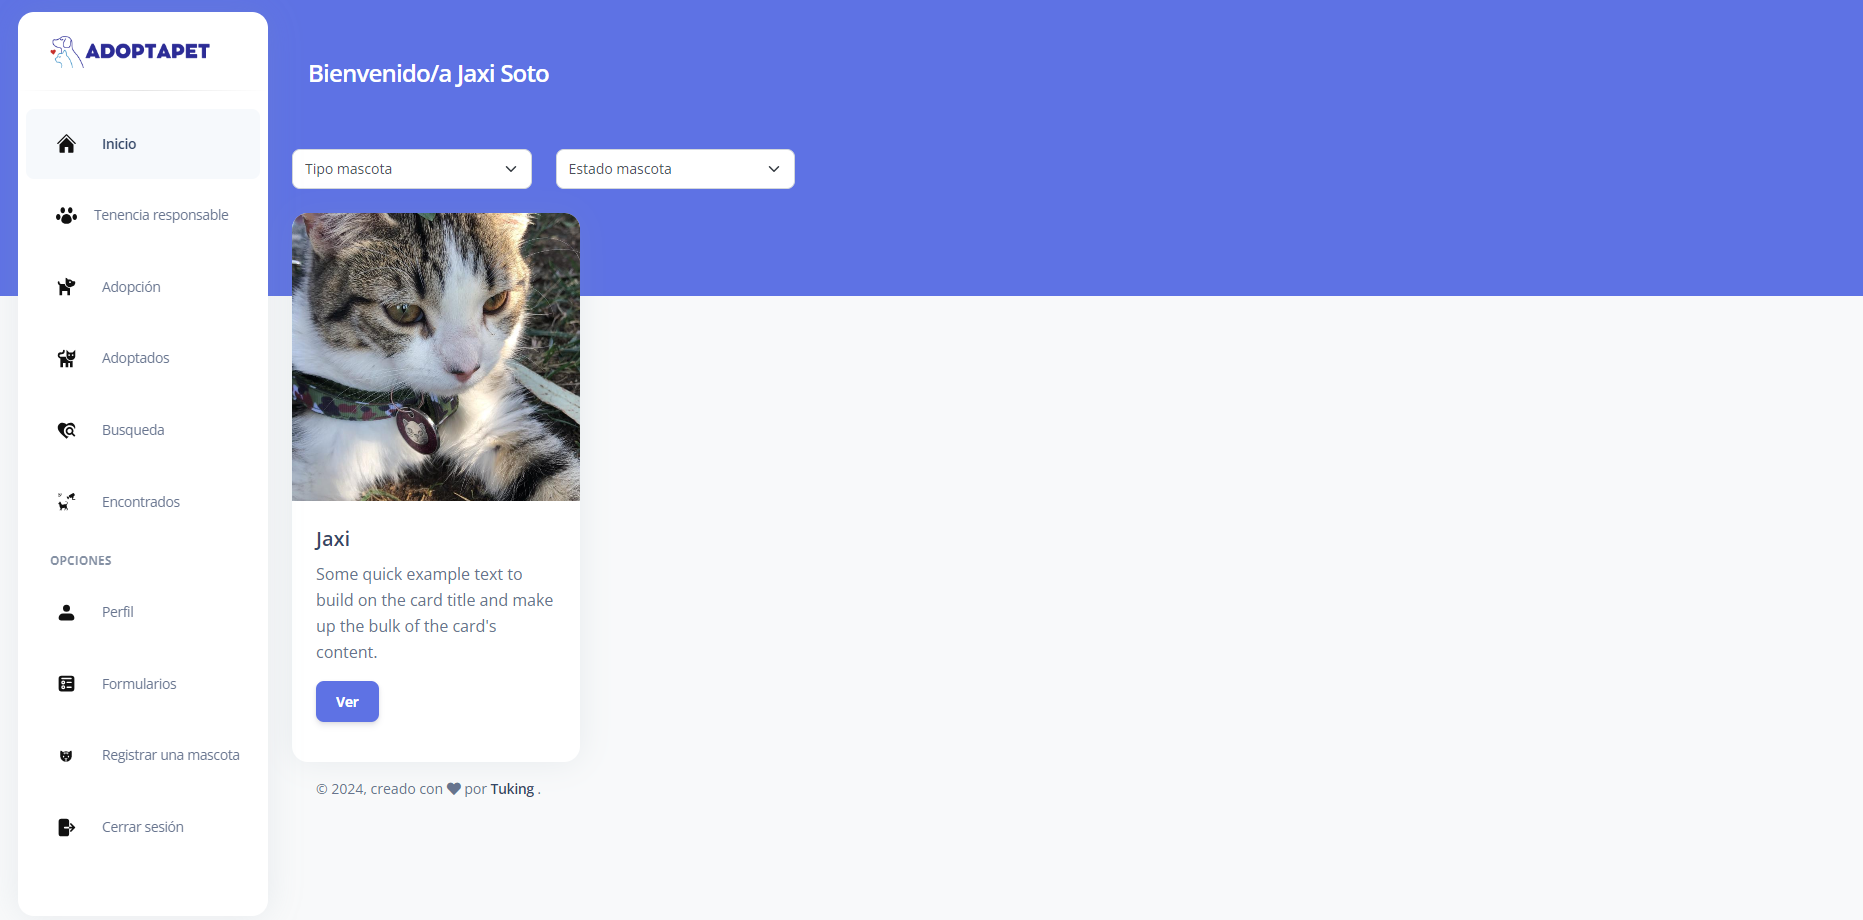 ADOPTAPET
Inicio
Tenencia responsable
Adopción
Adoptados
Busqueda
Encontrados
OPCIONES
Perfil
Formularios
Registrar una mascota
Cerrar sesión
Bienvenido/a Jaxi Soto
Tipo mascota
Estado mascota
Jaxi
Some quick example text to
build on the card title and make
up the bulk of the card's
content.
Ver
© 2024, creado con por Tuking .